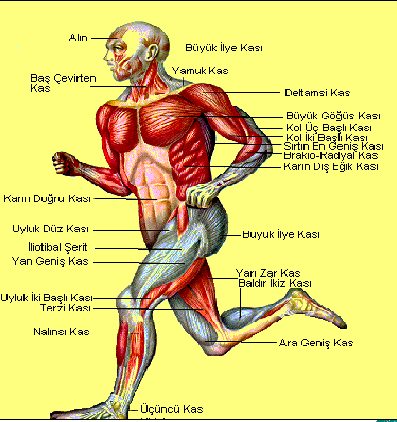 Alın
Büyük İlye Kası
Yamuk Kas
Baş Çevirten
Kas
Deltamsi Kas
Büyük Göğüs Kası
Kol Üç Başlı Kası
Kol İki Başlı Kası
Sırtın En Geniş Kası
Brakio-Radyal Kas
Karın Dış Eğik Kası
Karın Doğru Kası
Uyluk Düz Kası
İliotibial Şerit
Yan Geniş Kas
Büyük İlye Kası
Yarı Zar Kas
Baldır İkiz Kası
Uyluk İki Başlı Kası
Terzi Kası
Nalınsı Kas
Ara Geniş Kas
Üçüncü Kas